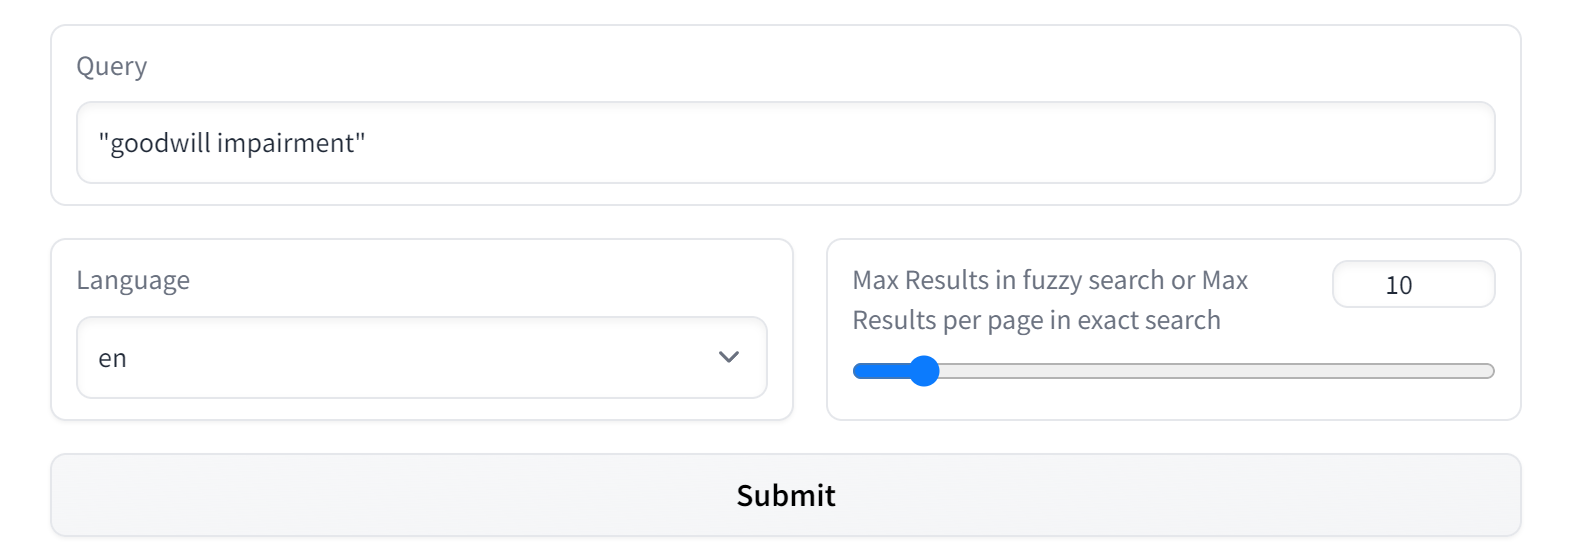 Query
"goodwill impairment"
Language
en
Max Results in fuzzy search or Max
Results per page in exact search
10
Submit